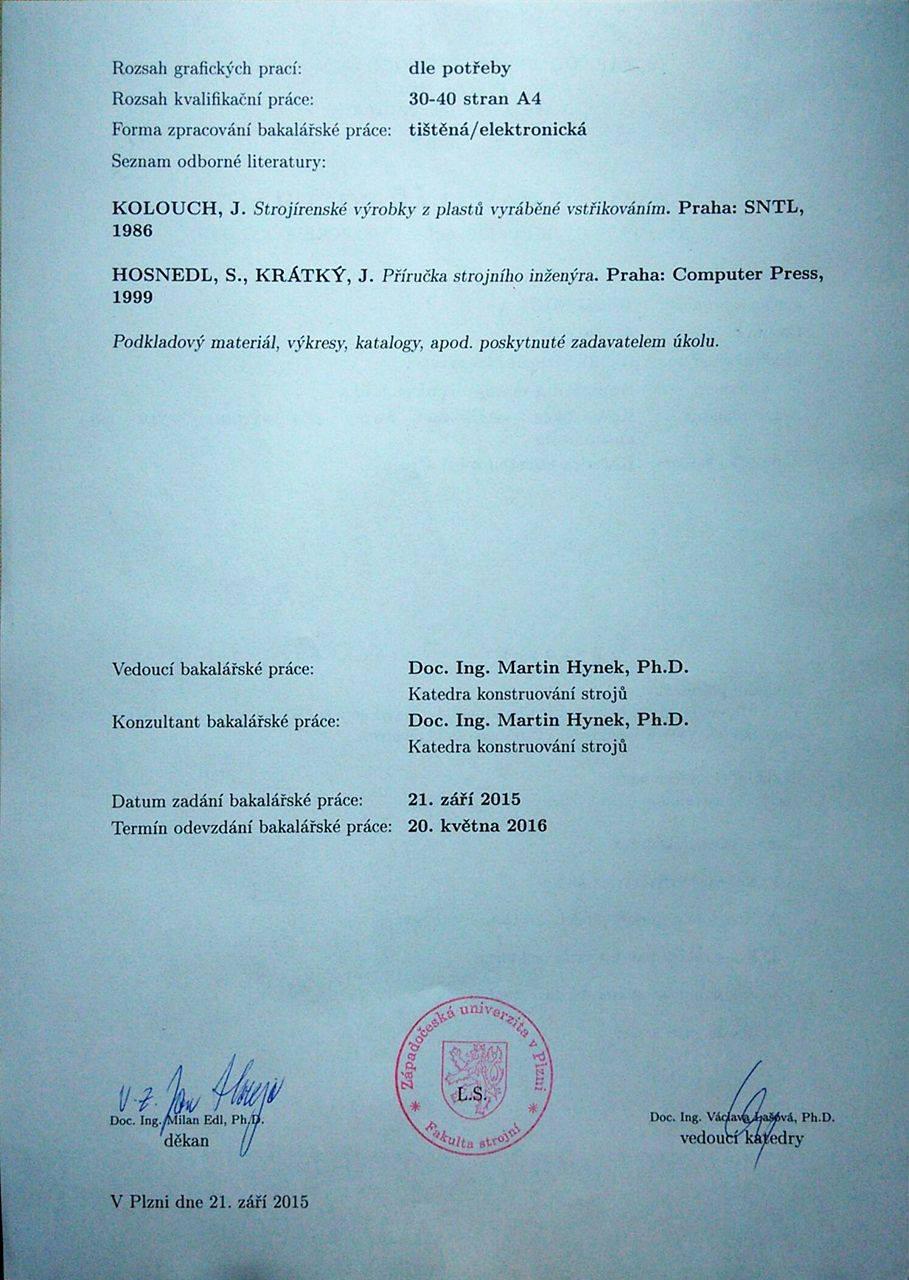 Rozsah grafických prací: dle potřeby
Rozsah kvalifikační práce: 30-40 stran A4
Forma zpracování bakalářské práce: tištěná/elektronická
Seznam odborné literatury:
KOLOUCH, J. Strojírenské výrobky z plastů vyráběné vstřikováním. Praha: SNTL,
1986
HOSNEDL, S., KRÁTKÝ, J. Příručka strojního inženýra. Praha: Computer Press,
1999
Podkladový materiál, výkresy, katalogy, apod. poskytnuté zadavatelem úkolu.
Vedoucí bakalářské práce: Doc. Ing. Martin Hynek, Ph.D.
Katedra konstruování strojů
Konzultant bakalářské práce: Doc. Ing. Martin Hynek, Ph.D.
Katedra konstruování strojů
Datum zadání bakalářské práce: 21. září 2015
Termín odevzdání bakalářské práce: 20. května 2016
Západočeská univerzita v Plzni
L.S.
Fakulta strojní
v.z. Jan
Doc. Ing. Milan Edl, Ph.D.
děkan
Doc. Ing. Václava Lašová, Ph.D.
vedoucí katedry
V Plzni dne 21. září 2015